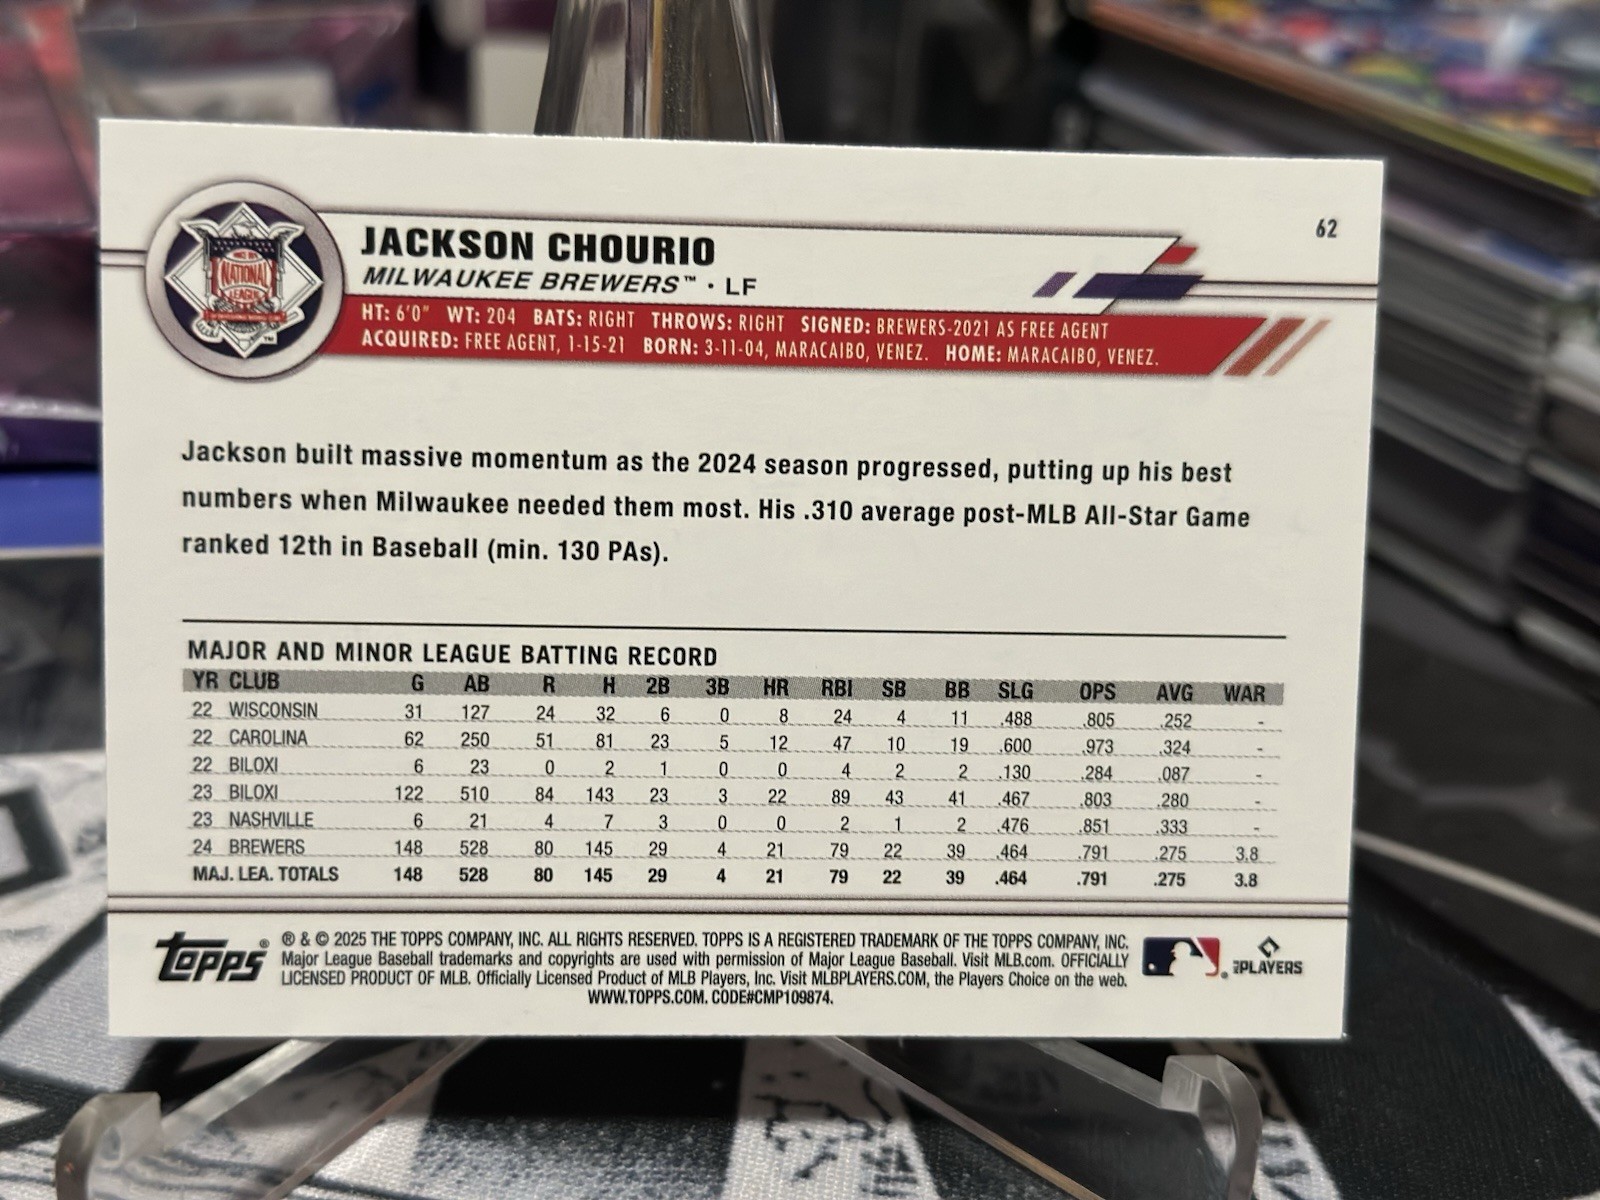 62
JACKSON CHOURIO
MILWAUKEE BREWERS™ · LF
HT: 6'0" WT: 204 BATS: RIGHT THROWS: RIGHT SIGNED: BREWERS-2021 AS FREE AGENT
ACQUIRED: FREE AGENT, 1-15-21 BORN: 3-11-04, MARACAIBO, VENEZ. HOME: MARACAIBO, VENEZ.
NATIONAL
LEAGUE
Jackson built massive momentum as the 2024 season progressed, putting up his best
numbers when Milwaukee needed them most. His .310 average post-MLB All-Star Game
ranked 12th in Baseball (min. 130 PAs).
MAJOR AND MINOR LEAGUE BATTING RECORD
YR CLUB G AB R H 2B 3B HR RBI SB BB SLG OPS AVG WAR
22 WISCONSIN 31 127 24 32 6 0 8 24 4 11 .488 .805 .252 -
22 CAROLINA 62 250 51 81 23 5 12 47 10 19 .600 .973 .324 -
22 BILOXI 6 23 0 2 1 0 0 4 2 2 .130 .284 .087 -
23 BILOXI 122 510 84 143 23 3 22 89 43 41 .467 .803 .280 -
23 NASHVILLE 6 21 4 7 3 0 0 2 1 2 .476 .851 .333 -
24 BREWERS 148 528 80 145 29 4 21 79 22 39 .464 .791 .275 3.8
MAJ. LEA. TOTALS 148 528 80 145 29 4 21 79 22 39 .464 .791 .275 3.8
Topps®
® & © 2025 THE TOPPS COMPANY, INC. ALL RIGHTS RESERVED. TOPPS IS A REGISTERED TRADEMARK OF THE TOPPS COMPANY, INC.
Major League Baseball trademarks and copyrights are used with permission of Major League Baseball. Visit MLB.com. OFFICIALLY
LICENSED PRODUCT OF MLB. Officially Licensed Product of MLB Players, Inc. Visit MLBPLAYERS.COM, the Players Choice on the web.
WWW.TOPPS.COM. CODE#CMP109874.
PLAYERS